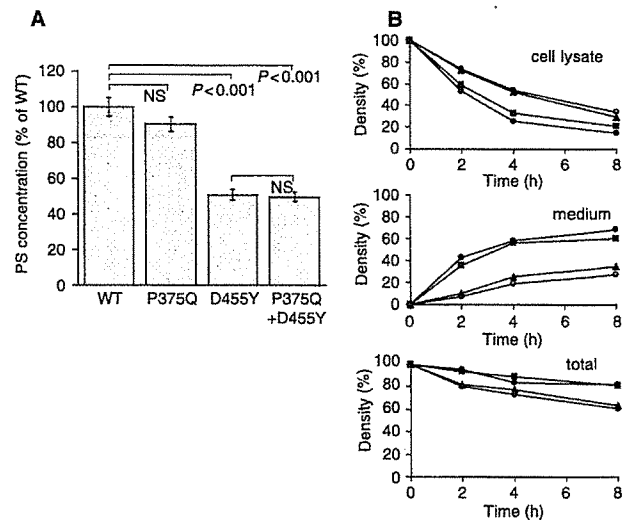 A
PS concentration (% of WT)
120
100
80
60
40
20
0
P<0.001
P<0.001
NS
NS
WT
P375Q
D455Y
P375Q
+D455Y
B
Density (%)
100
80
60
40
20
0
cell lysate
0 2 4 6 8
Time (h)
Density (%)
100
80
60
40
20
0
medium
0 2 4 6 8
Time (h)
Density (%)
100
80
60
40
20
0
total
0 2 4 6 8
Time (h)